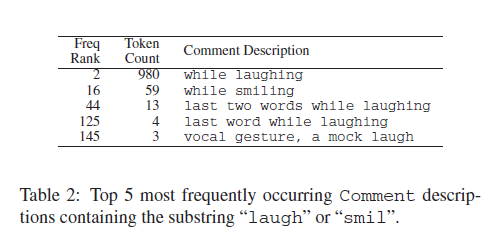 Freq Token Comment Description
Rank Count
2 980 while laughing
16 59 while smiling
44 13 last two words while laughing
125 4 last word while laughing
145 3 vocal gesture, a mock laugh
Table 2: Top 5 most frequently occurring Comment descrip-
tions containing the substring “laugh” or “smil”.